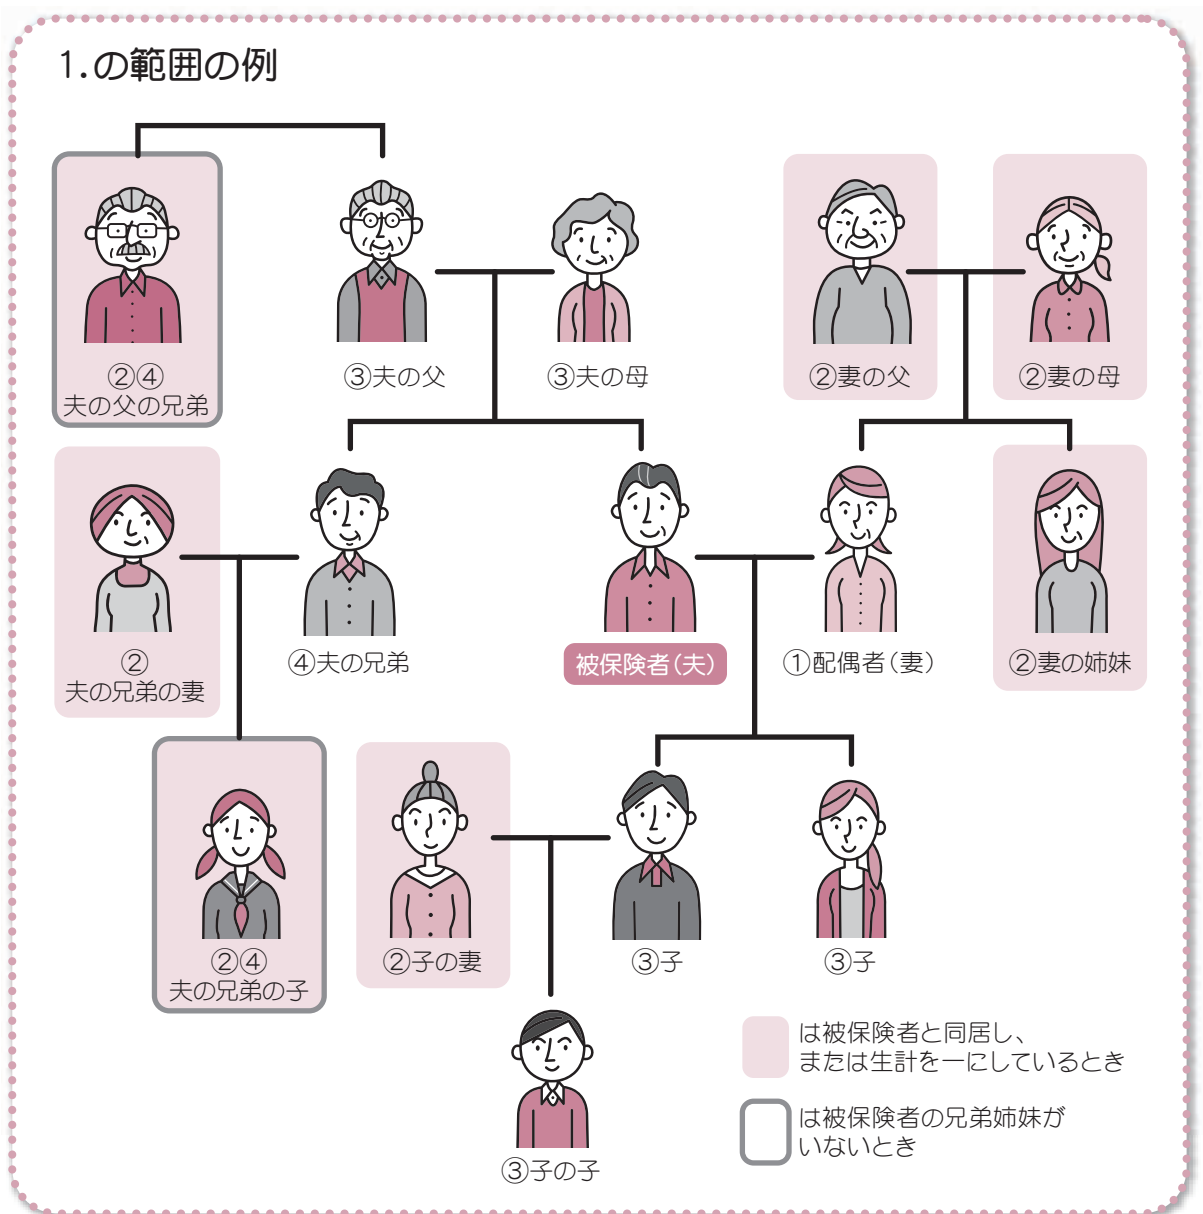 1.の範囲の例
②④
夫の父の兄弟
③夫の父
③夫の母
②妻の父
②妻の母
②
夫の兄弟の妻
④夫の兄弟
被保険者(夫)
①配偶者(妻)
②妻の姉妹
②④
夫の兄弟の子
②子の妻
③子
③子
③子の子
は被保険者と同居し、
または生計を一にしているとき
は被保険者の兄弟姉妹が
いないとき